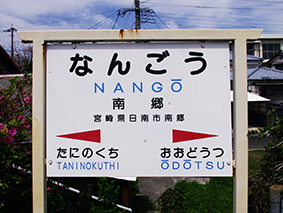 なんごう
NANGŌ
南郷
宮崎県日南市南郷
たにのくち おおどうつ
TANINOKUTHI ŌDŌTSU